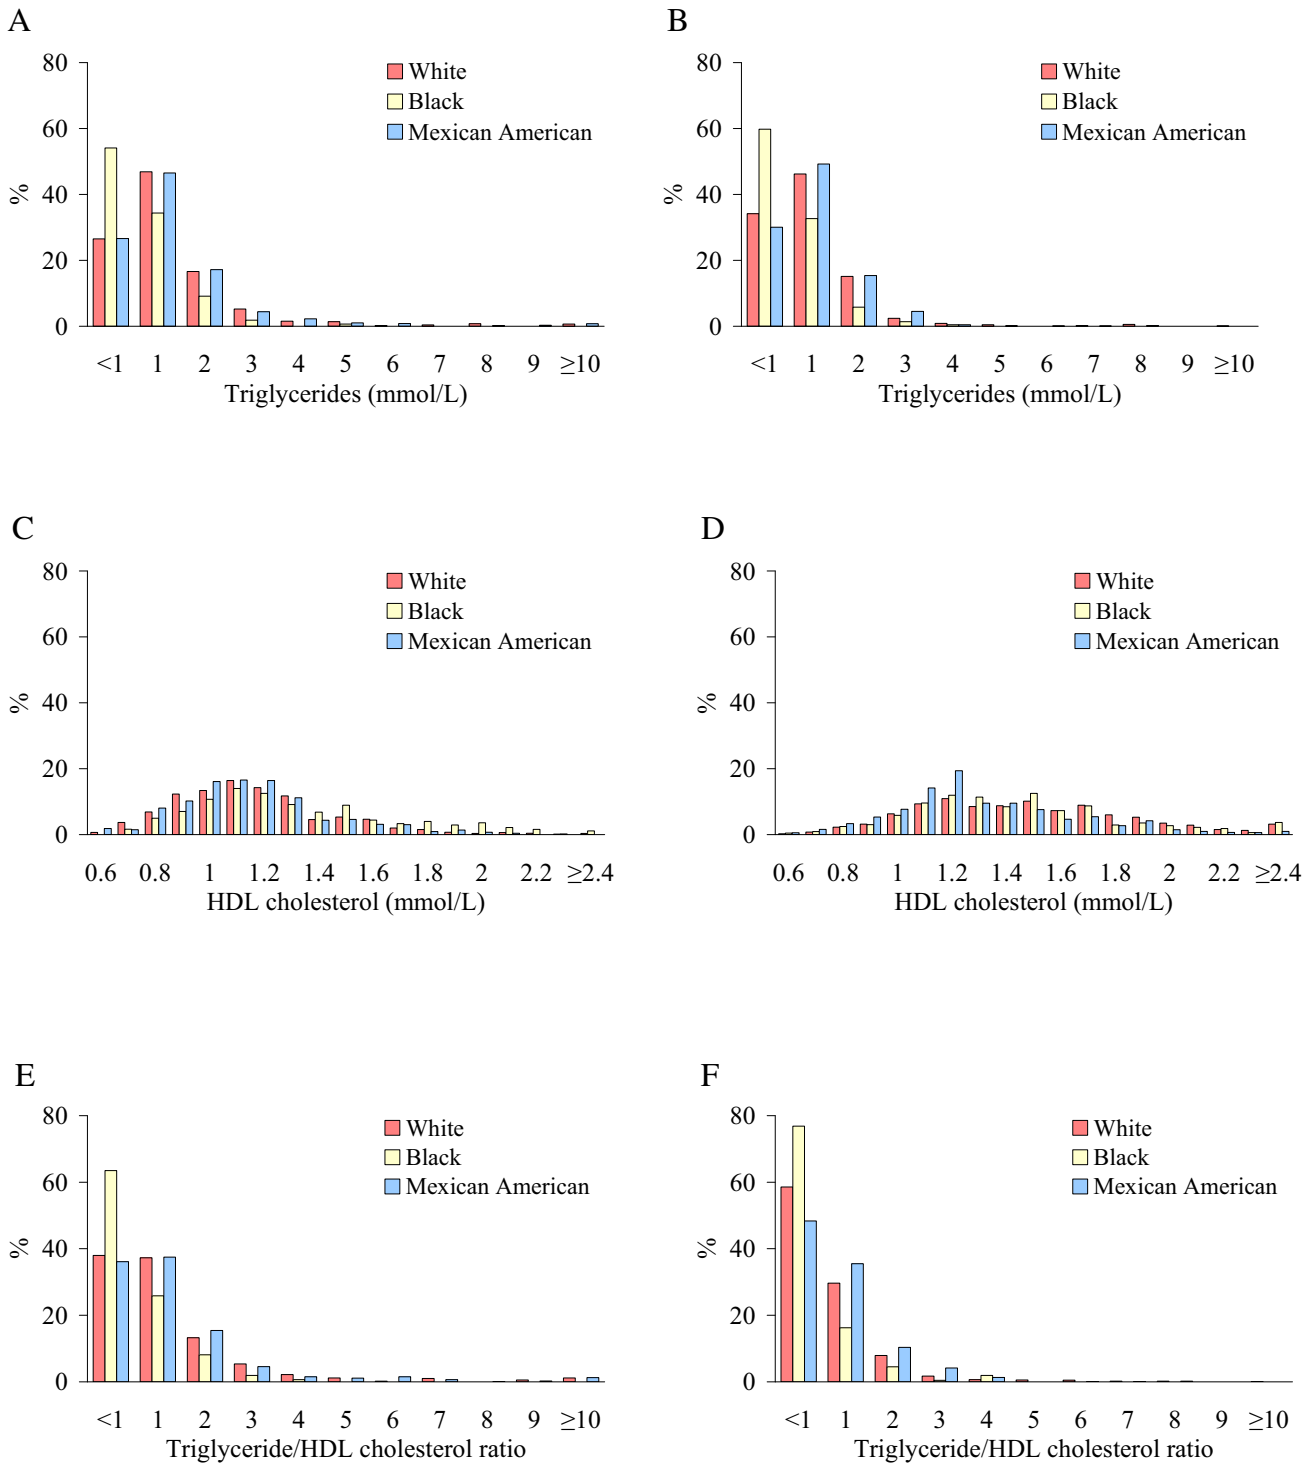 A
80
60
40
20
0
%
White
Black
Mexican American
<1 1 2 3 4 5 6 7 8 9 ≥10
Triglycerides (mmol/L)
B
80
60
40
20
0
%
White
Black
Mexican American
<1 1 2 3 4 5 6 7 8 9 ≥10
Triglycerides (mmol/L)
C
80
60
40
20
0
%
White
Black
Mexican American
0.6 0.8 1 1.2 1.4 1.6 1.8 2 2.2 ≥2.4
HDL cholesterol (mmol/L)
D
80
60
40
20
0
%
White
Black
Mexican American
0.6 0.8 1 1.2 1.4 1.6 1.8 2 2.2 ≥2.4
HDL cholesterol (mmol/L)
E
80
60
40
20
0
%
White
Black
Mexican American
<1 1 2 3 4 5 6 7 8 9 ≥10
Triglyceride/HDL cholesterol ratio
F
80
60
40
20
0
%
White
Black
Mexican American
<1 1 2 3 4 5 6 7 8 9 ≥10
Triglyceride/HDL cholesterol ratio